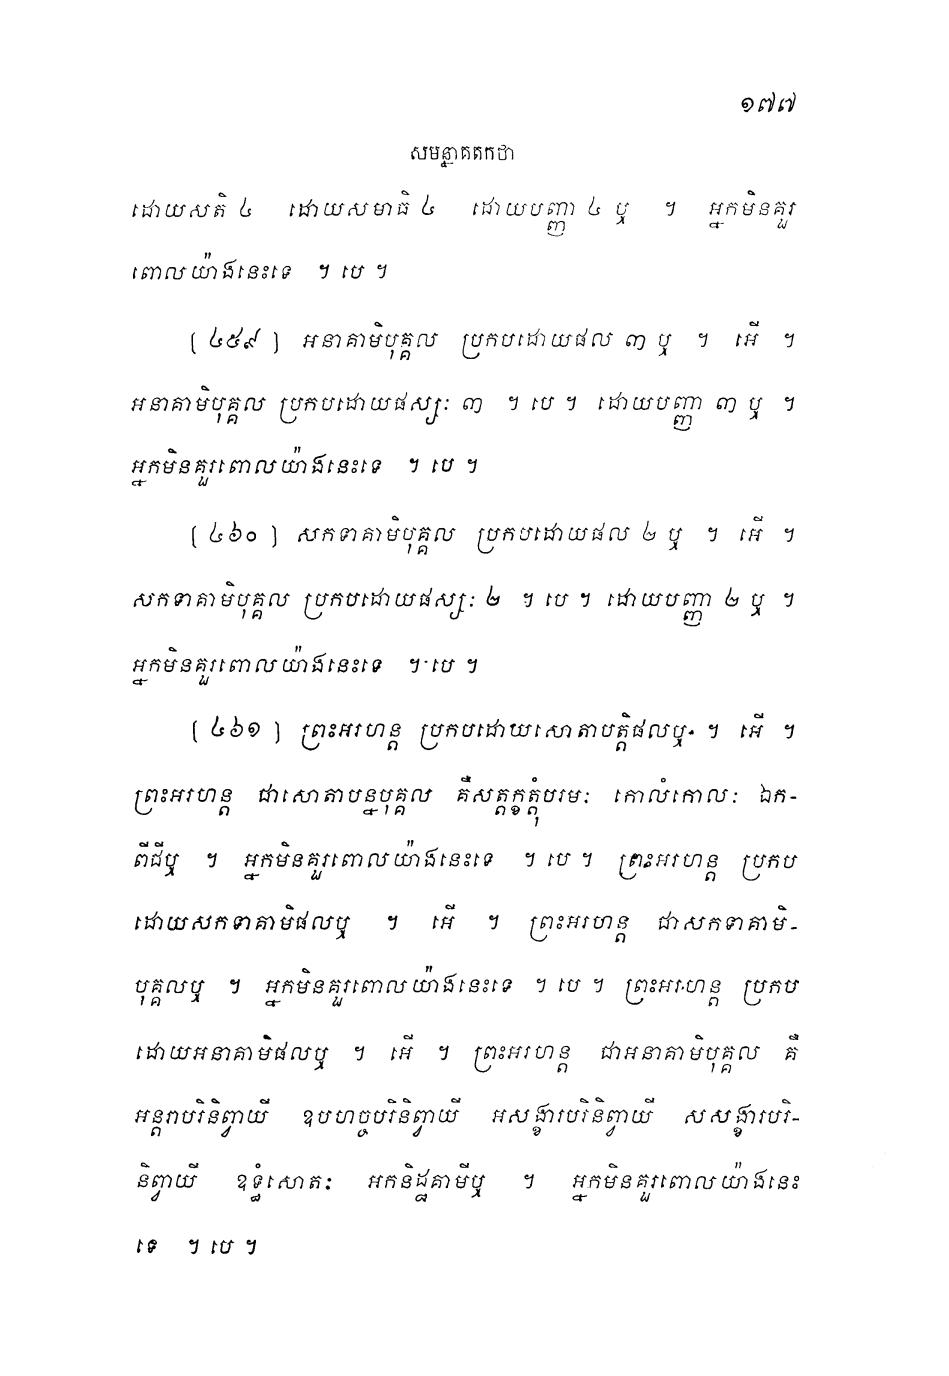 ១៧៧
សមន្នាគតកថា
ដោយសតិ ៤ ដោយសមាធិ ៤ ដោយបញ្ញា ៤ ឬ ។ អ្នកមិនគួរ
ពោលយ៉ាងនេះទេ ។ បេ ។
[ ៤៥៩ ] អនាគាមិបុគ្គល ប្រកបដោយផល ៣ ឬ ។ អើ ។
អនាគាមិបុគ្គល ប្រកបដោយផស្សៈ ៣ ។ បេ ។ ដោយបញ្ញា ៣ ឬ ។
អ្នកមិនគួរពោលយ៉ាងនេះទេ ។ បេ ។
[ ៤៦០ ] សកទាគាមិបុគ្គល ប្រកបដោយផល ២ ឬ ។ អើ ។
សកទាគាមិបុគ្គល ប្រកបដោយផស្សៈ ២ ។ បេ ។ ដោយបញ្ញា ២ ឬ ។
អ្នកមិនគួរពោលយ៉ាងនេះទេ ។ បេ ។
[ ៤៦១ ] ព្រះអរហន្ត ប្រកបដោយសោតាបត្តិផលឬ ។ អើ ។
ព្រះអរហន្ត ជាសោតាបន្នបុគ្គល គឺសត្តក្ខត្តុំបរមៈ កោលំកោលៈ ឯក-
ពីជីឬ ។ អ្នកមិនគួរពោលយ៉ាងនេះទេ ។ បេ ។ ព្រះអរហន្ត ប្រកប
ដោយសកទាគាមិផលឬ ។ អើ ។ ព្រះអរហន្ត ជាសកទាគាមិ-
បុគ្គលឬ ។ អ្នកមិនគួរពោលយ៉ាងនេះទេ ។ បេ ។ ព្រះអរហន្ត ប្រកប
ដោយអនាគាមិផលឬ ។ អើ ។ ព្រះអរហន្ត ជាអនាគាមិបុគ្គល គឺ
អន្តរាបរិនិព្វាយី ឧបហច្ចបរិនិព្វាយី អសង្ខារបរិនិព្វាយី សសង្ខារបរិ-
និព្វាយី ឧទ្ធំសោតៈ អកនិដ្ឋគាមីឬ ។ អ្នកមិនគួរពោលយ៉ាងនេះ
ទេ ។ បេ ។